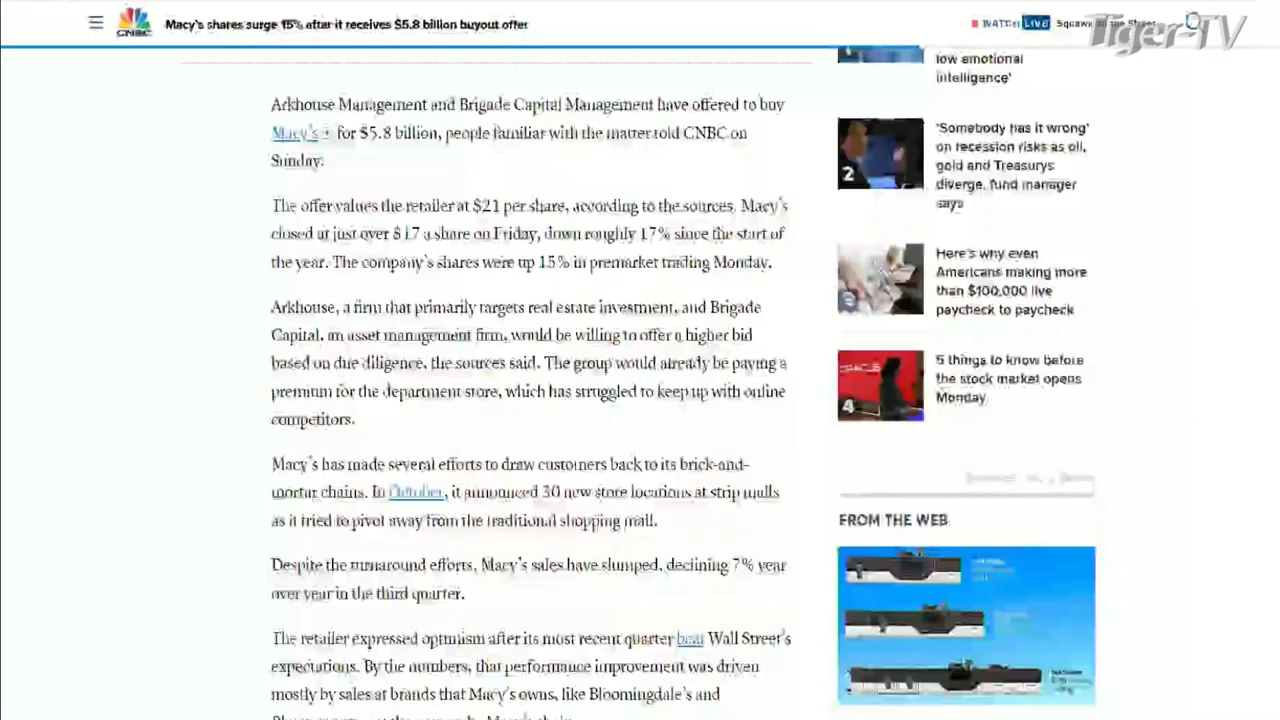 CNBC
Macy's shares surge 15% after it receives $5.8 billion buyout offer
WATCH LIVE
Tiger-TV
Arkhouse Management and Brigade Capital Management have offered to buy
Macy's + for $5.8 billion, people familiar with the matter told CNBC on
Sunday.
The offer values the retailer at $21 per share, according to the sources. Macy's
closed at just over $17 a share on Friday, down roughly 17% since the start of
the year. The company's shares were up 15% in premarket trading Monday.
Arkhouse, a firm that primarily targets real estate investment, and Brigade
Capital, an asset management firm, would be willing to offer a higher bid
based on due diligence, the sources said. The group would already be paying a
premium for the department store, which has struggled to keep up with online
competitors.
Macy's has made several efforts to draw customers back to its brick-and-
mortar chains. In October, it announced 30 new store locations at strip malls
as it tried to pivot away from the traditional shopping mall.
Despite the turnaround efforts, Macy's sales have slumped, declining 7% year
over year in the third quarter.
The retailer expressed optimism after its most recent quarter beat Wall Street's
expectations. By the numbers, that performance improvement was driven
mostly by sales at brands that Macy's owns, like Bloomingdale's and
low emotional
intelligence'
2
'Somebody has it wrong'
on recession risks as oil,
gold and Treasurys
diverge, fund manager
says
Here's why even
Americans making more
than $100,000 live
paycheck to paycheck
4
5 things to know before
the stock market opens
Monday
FROM THE WEB